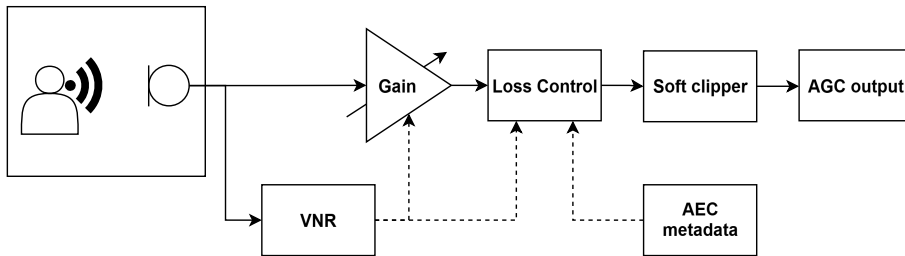 Gain
Loss Control
Soft clipper
AGC output
VNR
AEC
metadata